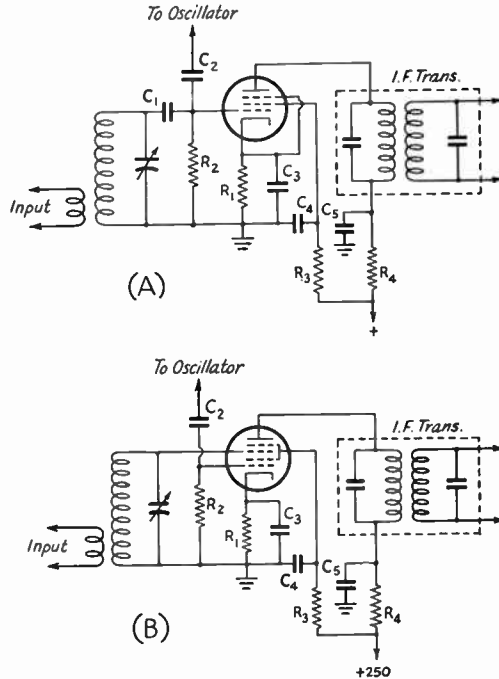 To Oscillator
C2
I.F. Trans.
C1
R2
C3
R1
C4
C5
Input
R3
R4
(A)
+
To Oscillator
C2
I.F. Trans.
R2
C3
R1
Input
C4
C5
R3
R4
(B)
+250